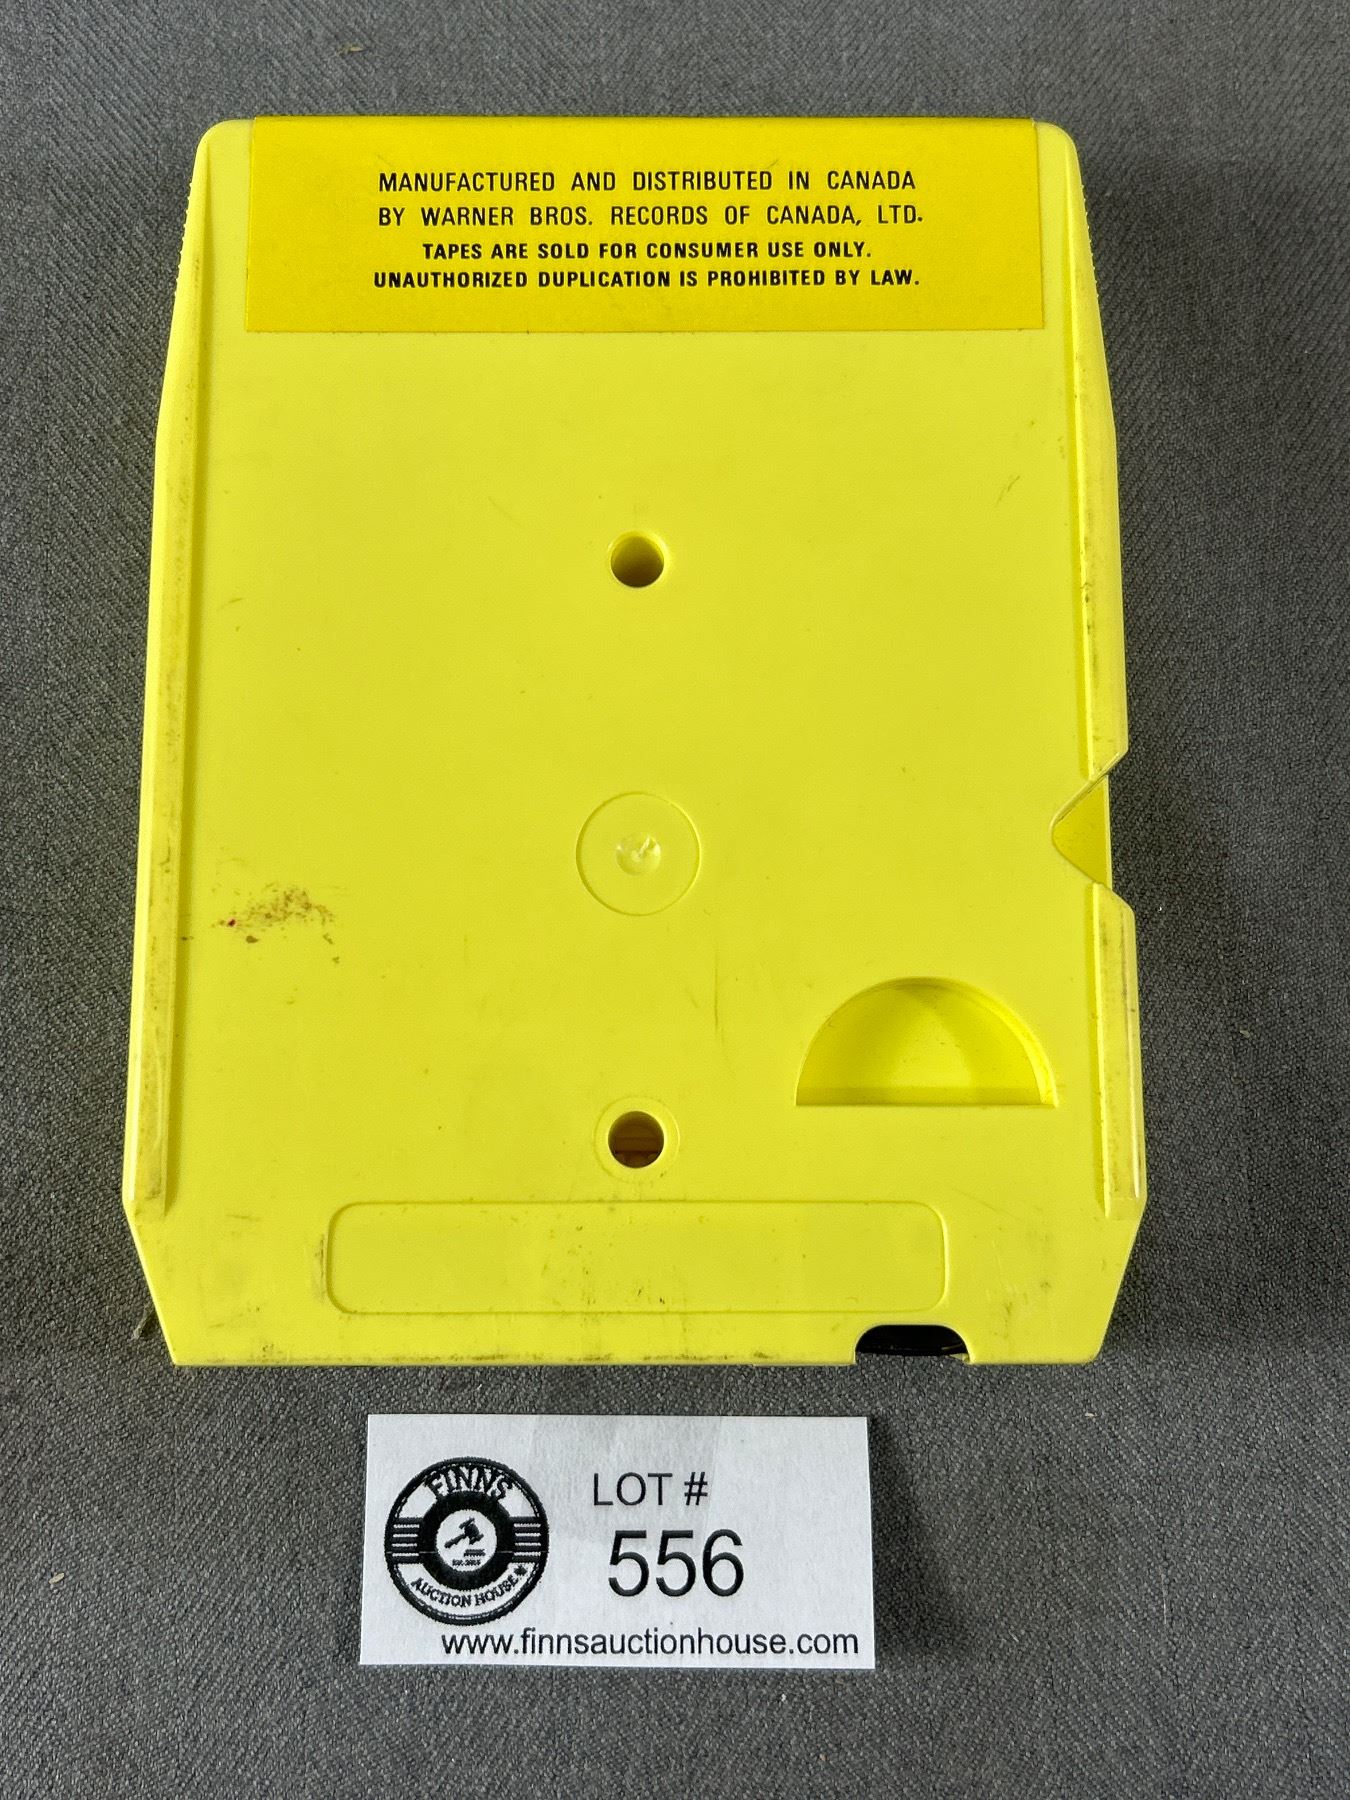 MANUFACTURED AND DISTRIBUTED IN CANADA
BY WARNER BROS. RECORDS OF CANADA, LTD.
TAPES ARE SOLD FOR CONSUMER USE ONLY.
UNAUTHORIZED DUPLICATION IS PROHIBITED BY LAW.
FINNS
AUCTION HOUSE
LOT #
556
www.finnsauctionhouse.com